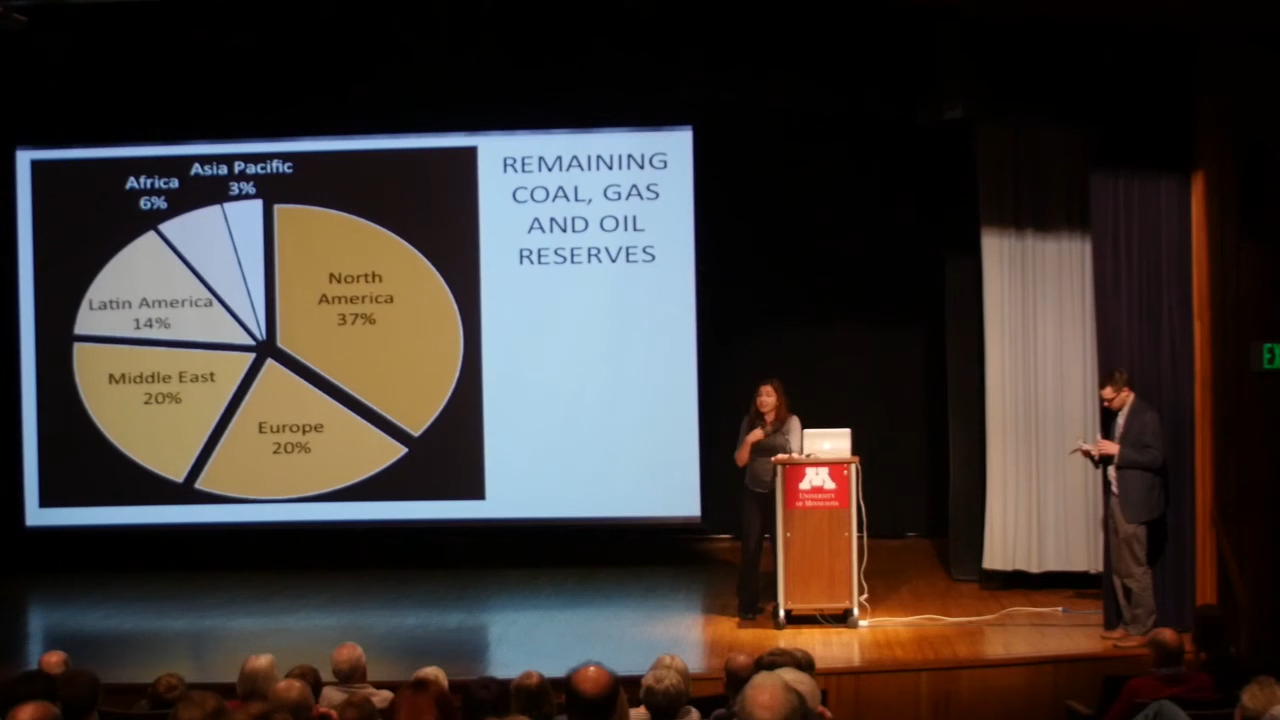 Asia Pacific
3%
Africa
6%
North
America
37%
Latin America
14%
Middle East
20%
Europe
20%
REMAINING
COAL, GAS
AND OIL
RESERVES
M
UNIVERSITY
OF MINNESOTA
EX